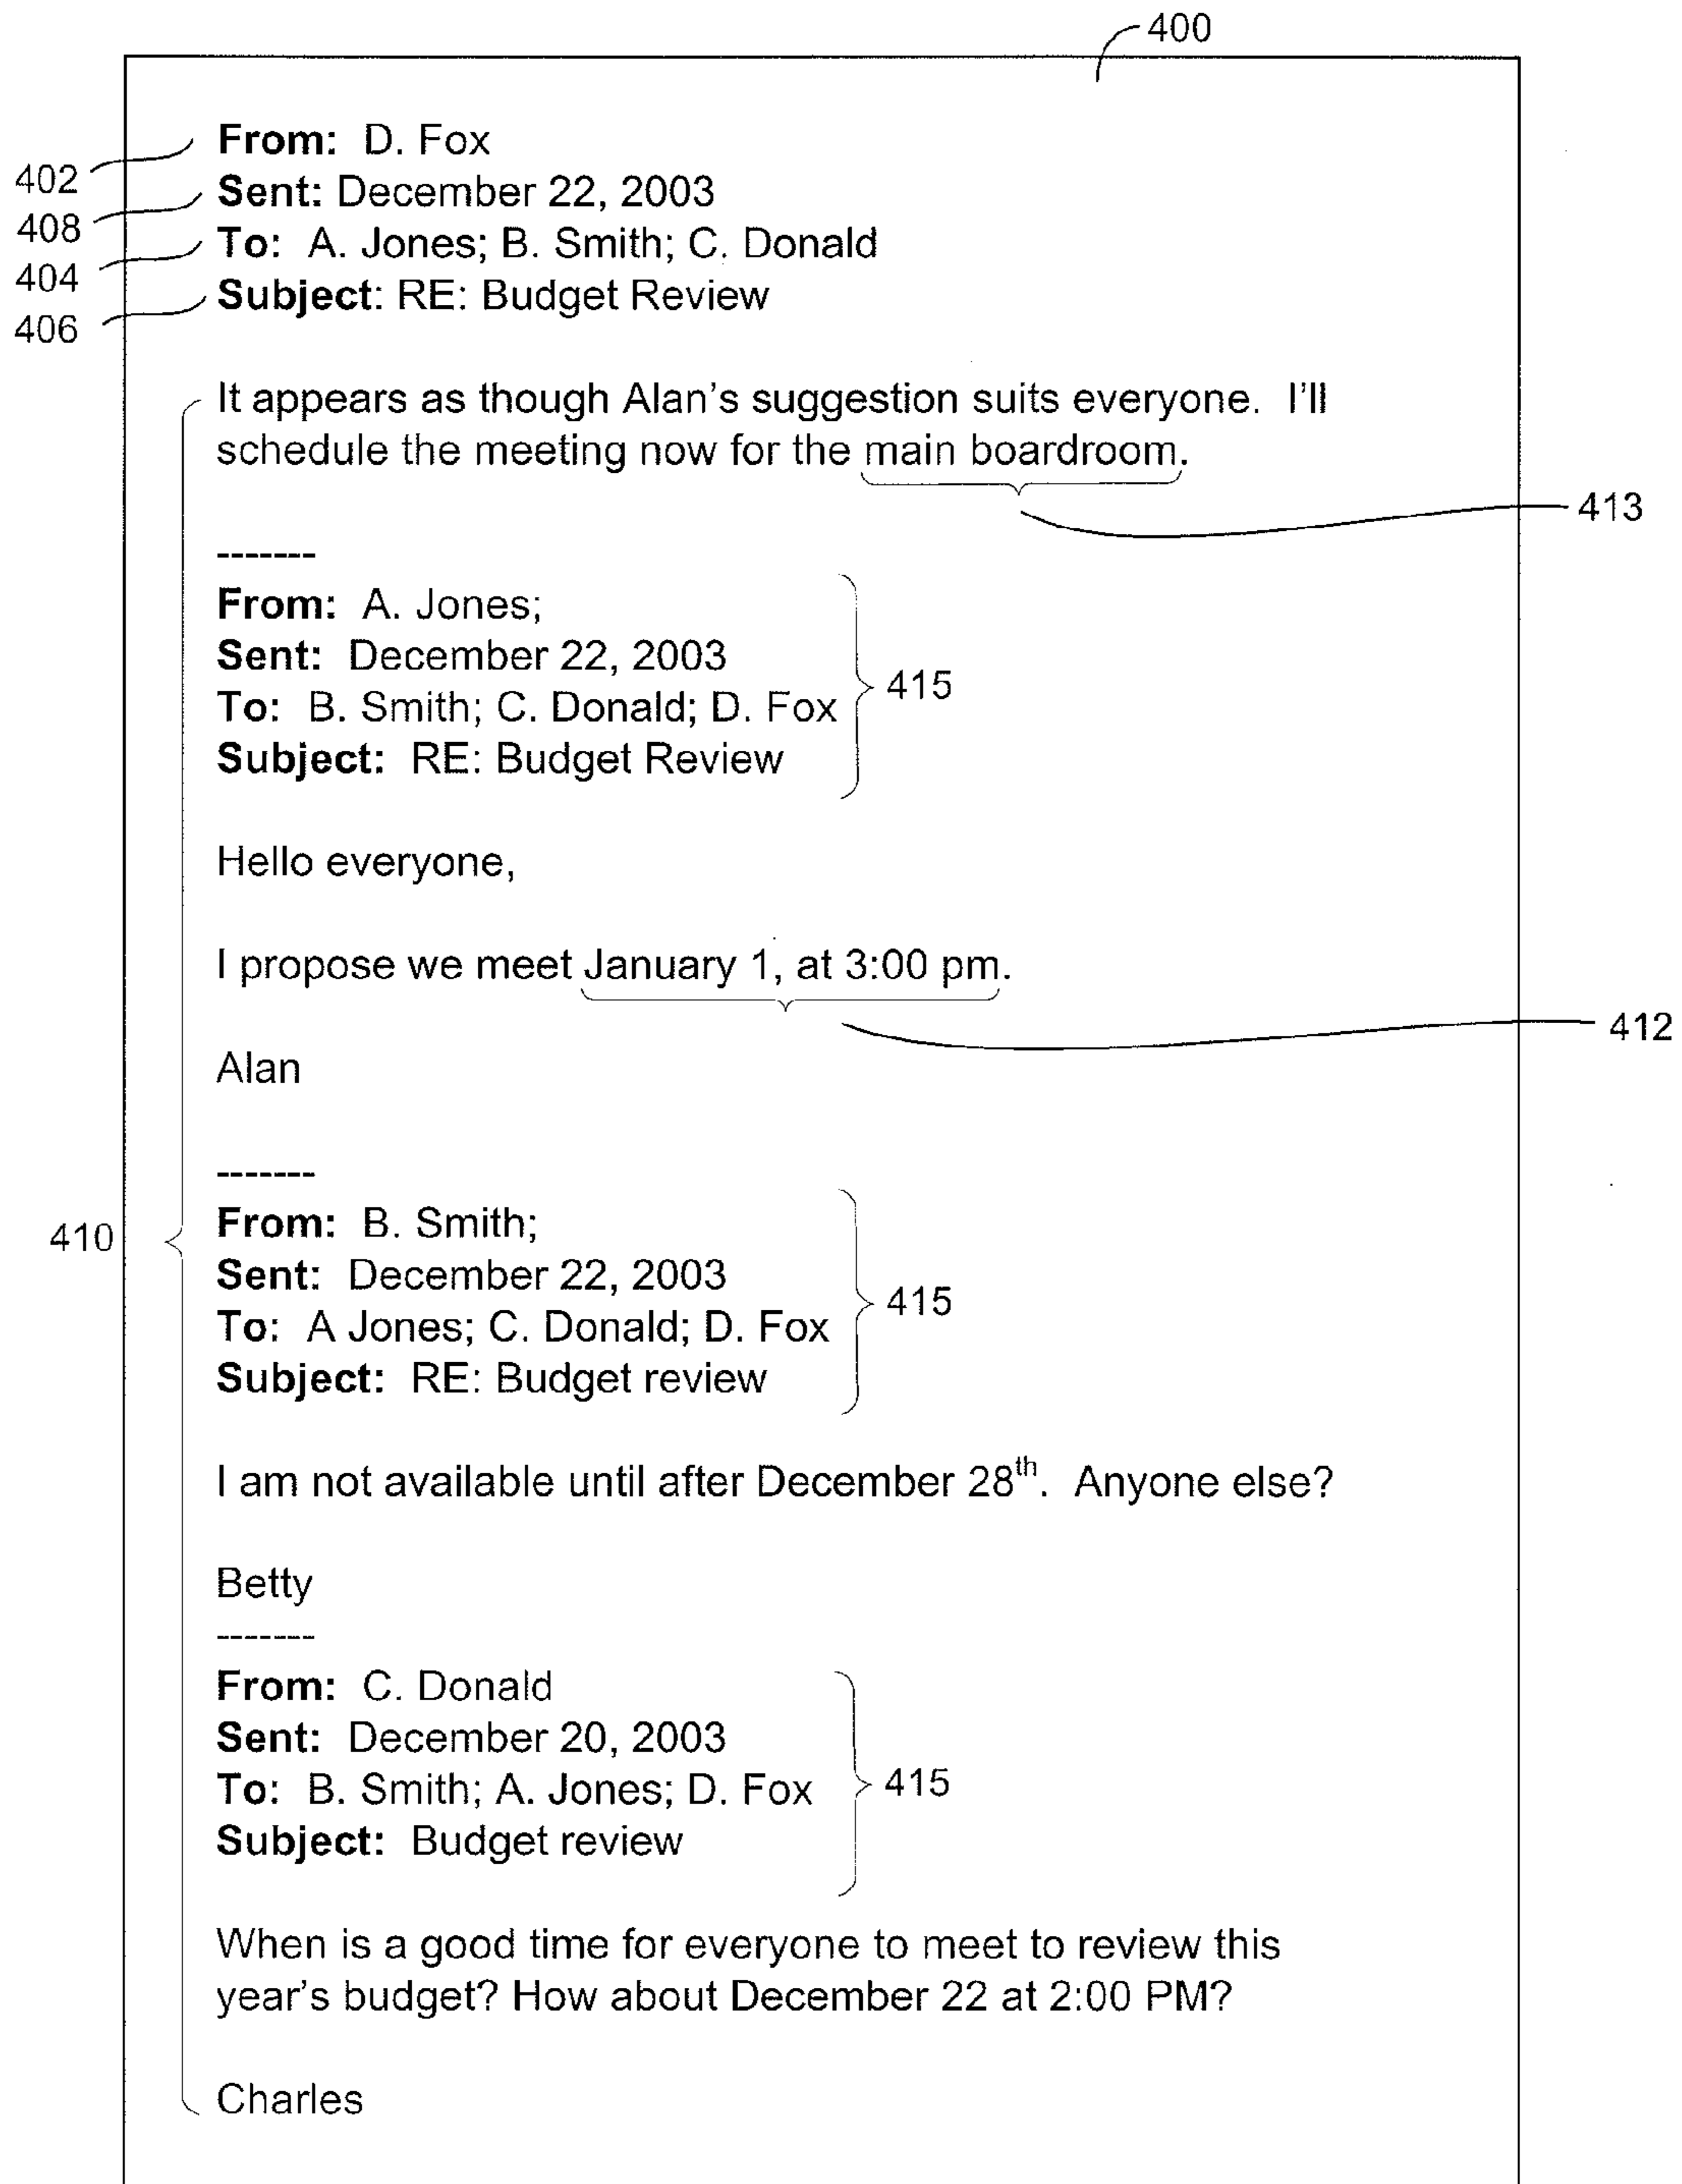 400
402 From: D. Fox
408 Sent: December 22, 2003
404 To: A. Jones; B. Smith; C. Donald
406 Subject: RE: Budget Review
It appears as though Alan's suggestion suits everyone. I'll
schedule the meeting now for the main boardroom.
413
-------
From: A. Jones;
Sent: December 22, 2003
To: B. Smith; C. Donald; D. Fox
415
Subject: RE: Budget Review
Hello everyone,
I propose we meet January 1, at 3:00 pm.
412
Alan
-------
410
From: B. Smith;
Sent: December 22, 2003
To: A Jones; C. Donald; D. Fox
415
Subject: RE: Budget review
I am not available until after December 28th. Anyone else?
Betty
-------
From: C. Donald
Sent: December 20, 2003
To: B. Smith; A. Jones; D. Fox
415
Subject: Budget review
When is a good time for everyone to meet to review this
year's budget? How about December 22 at 2:00 PM?
Charles